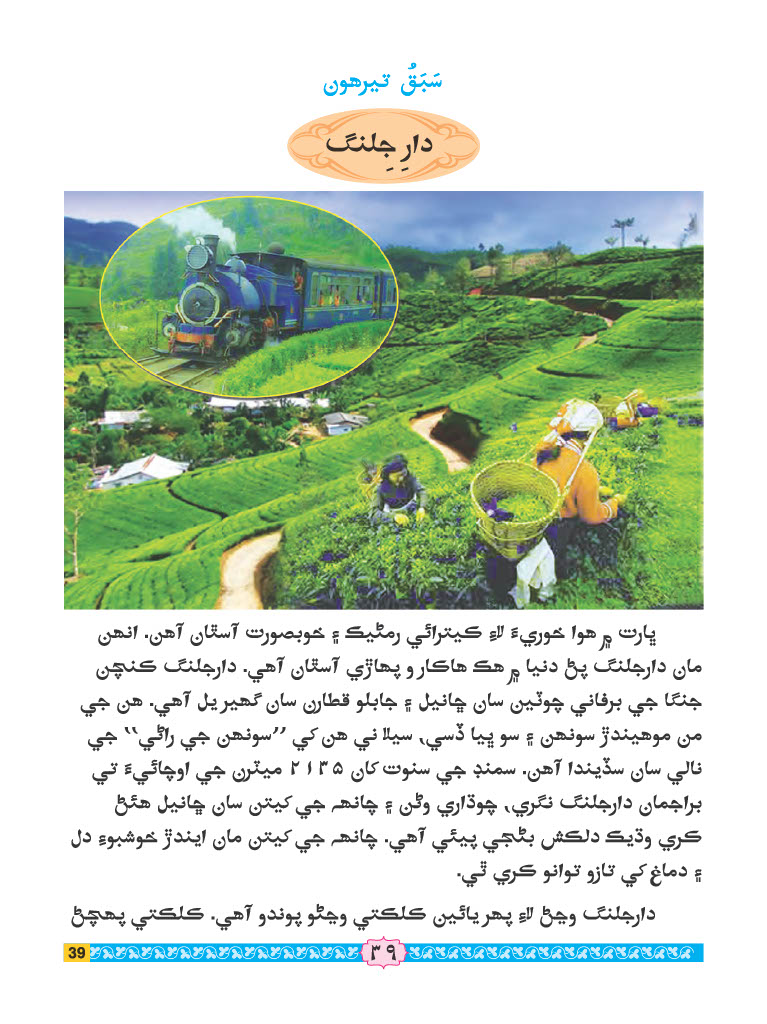 سَبَقُ تيرهون
دارِجِلنگ
ڀارت ۾ هوا خوريءَ لاءِ ڪيترائي رمڻيڪ ۽ خوبصورت آسٿان آهن. انهن
مان دارجلنگ پڻ دنيا ۾ هڪ هاڪارو پهاڙي آسٿان آهي. دارجلنگ ڪنچن
جنگا جي برفاني چوٽين سان ڇانيل ۽ جابلو قطارن سان گهيريل آهي. هن جي
من موهيندڙ سونهن ۽ سوڀيا ڏسي، سيلاني هن کي ”سونهن جي راڻي“ جي
نالي سان سڏيندا آهن. سمنڊ جي سنوت کان ۲۱۳۵ ميٽرن جي اوچائيءَ تي
براجمان دارجلنگ نگري، چوڌاري وڻن ۽ چانهه جي کيتن سان ڇانيل هئڻ
ڪري وڌيڪ دلڪش بڻجي پيئي آهي. چانهه جي کيتن مان ايندڙ خوشبوءِ دل
۽ دماغ کي تازو توانو ڪري ٿي.
دارجلنگ وڃڻ لاءِ پهريائين ڪلڪتي وڃڻو پوندو آهي. ڪلڪتي پهچڻ
39
۳۹